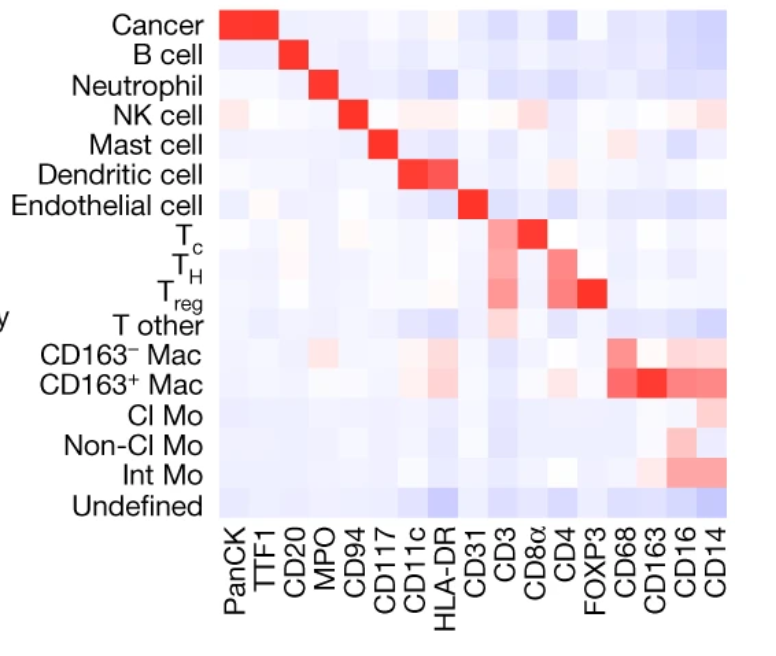 Cancer
B cell
Neutrophil
NK cell
Mast cell
Dendritic cell
Endothelial cell
Tc
TH
Treg
y
T other
CD163⁻ Mac
CD163⁺ Mac
Cl Mo
Non-Cl Mo
Int Mo
Undefined
PanCK
TTF1
CD20
MPO
CD94
CD117
CD11c
HLA-DR
CD31
CD3
CD8α
CD4
FOXP3
CD68
CD163
CD16
CD14